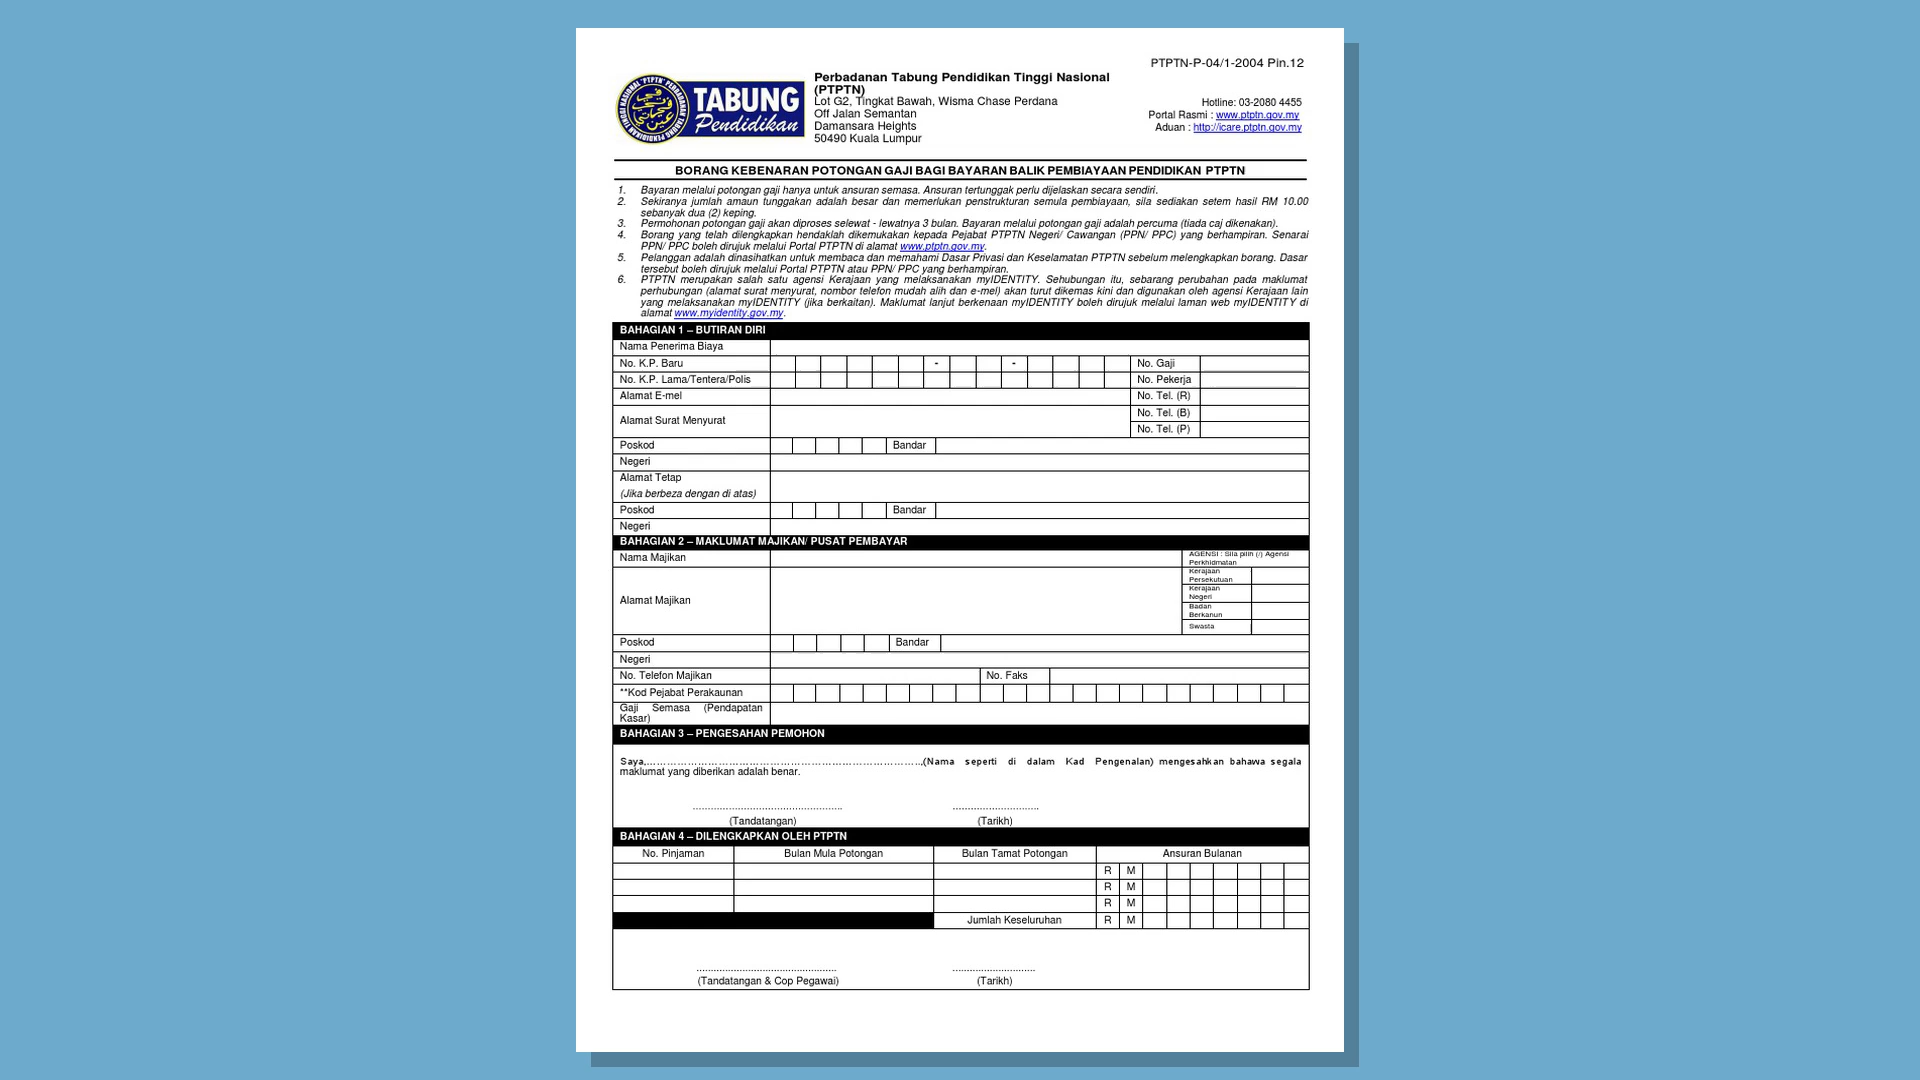 PTPTN-P-04/1-2004 Pin.12
TABUNG
Pendidikan
Perbadanan Tabung Pendidikan Tinggi Nasional
(PTPTN)
Lot G2, Tingkat Bawah, Wisma Chase Perdana
Off Jalan Semantan
Damansara Heights
50490 Kuala Lumpur
Hotline: 03-2080 4455
Portal Rasmi : www.ptptn.gov.my
Aduan : http://icare.ptptn.gov.my
BORANG KEBENARAN POTONGAN GAJI BAGI BAYARAN BALIK PEMBIAYAAN PENDIDIKAN PTPTN
1. Bayaran melalui potongan gaji hanya untuk ansuran semasa. Ansuran tertunggak perlu dijelaskan secara sendiri.
2. Sekiranya jumlah amaun tunggakan adalah besar dan memerlukan penstrukturan semula pembiayaan, sila sediakan setem hasil RM 10.00
sebanyak dua (2) keping.
3. Permohonan potongan gaji akan diproses selewat - lewatnya 3 bulan. Bayaran melalui potongan gaji adalah percuma (tiada caj dikenakan).
4. Borang yang telah dilengkapkan hendaklah dikemukakan kepada Pejabat PTPTN Negeri/ Cawangan (PPN/ PPC) yang berhampiran. Senarai
PPN/ PPC boleh dirujuk melalui Portal PTPTN di alamat www.ptptn.gov.my.
5. Pelanggan adalah dinasihatkan untuk membaca dan memahami Dasar Privasi dan Keselamatan PTPTN sebelum melengkapkan borang. Dasar
tersebut boleh dirujuk melalui Portal PTPTN atau PPN/ PPC yang berhampiran.
6. PTPTN merupakan salah satu agensi Kerajaan yang melaksanakan myIDENTITY. Sehubungan itu, sebarang perubahan pada maklumat
perhubungan (alamat surat menyurat, nombor telefon mudah alih dan e-mel) akan turut dikemas kini dan digunakan oleh agensi Kerajaan lain
yang melaksanakan myIDENTITY (jika berkaitan). Maklumat lanjut berkenaan myIDENTITY boleh dirujuk melalui laman web myIDENTITY di
alamat www.myidentity.gov.my.
BAHAGIAN 1 – BUTIRAN DIRI
Nama Penerima Biaya
No. K.P. Baru - - No. Gaji
No. K.P. Lama/Tentera/Polis No. Pekerja
Alamat E-mel No. Tel. (R)
Alamat Surat Menyurat No. Tel. (B)
No. Tel. (P)
Poskod Bandar
Negeri
Alamat Tetap
(Jika berbeza dengan di atas)
Poskod Bandar
Negeri
BAHAGIAN 2 – MAKLUMAT MAJIKAN/ PUSAT PEMBAYAR
Nama Majikan
AGENSI : Sila pilih (/) Agensi
Perkhidmatan
Alamat Majikan
Kerajaan
Persekutuan
Kerajaan
Negeri
Badan
Berkanun
Swasta
Poskod Bandar
Negeri
No. Telefon Majikan No. Faks
**Kod Pejabat Perakaunan
Gaji Semasa (Pendapatan
Kasar)
BAHAGIAN 3 – PENGESAHAN PEMOHON
Saya,…………………………………………………………………..,(Nama seperti di dalam Kad Pengenalan) mengesahkan bahawa segala
maklumat yang diberikan adalah benar.
.................................................. .............................
(Tandatangan) (Tarikh)
BAHAGIAN 4 – DILENGKAPKAN OLEH PTPTN
No. Pinjaman Bulan Mula Potongan Bulan Tamat Potongan Ansuran Bulanan
R M
R M
R M
Jumlah Keseluruhan R M
............................................... ............................
(Tandatangan & Cop Pegawai) (Tarikh)